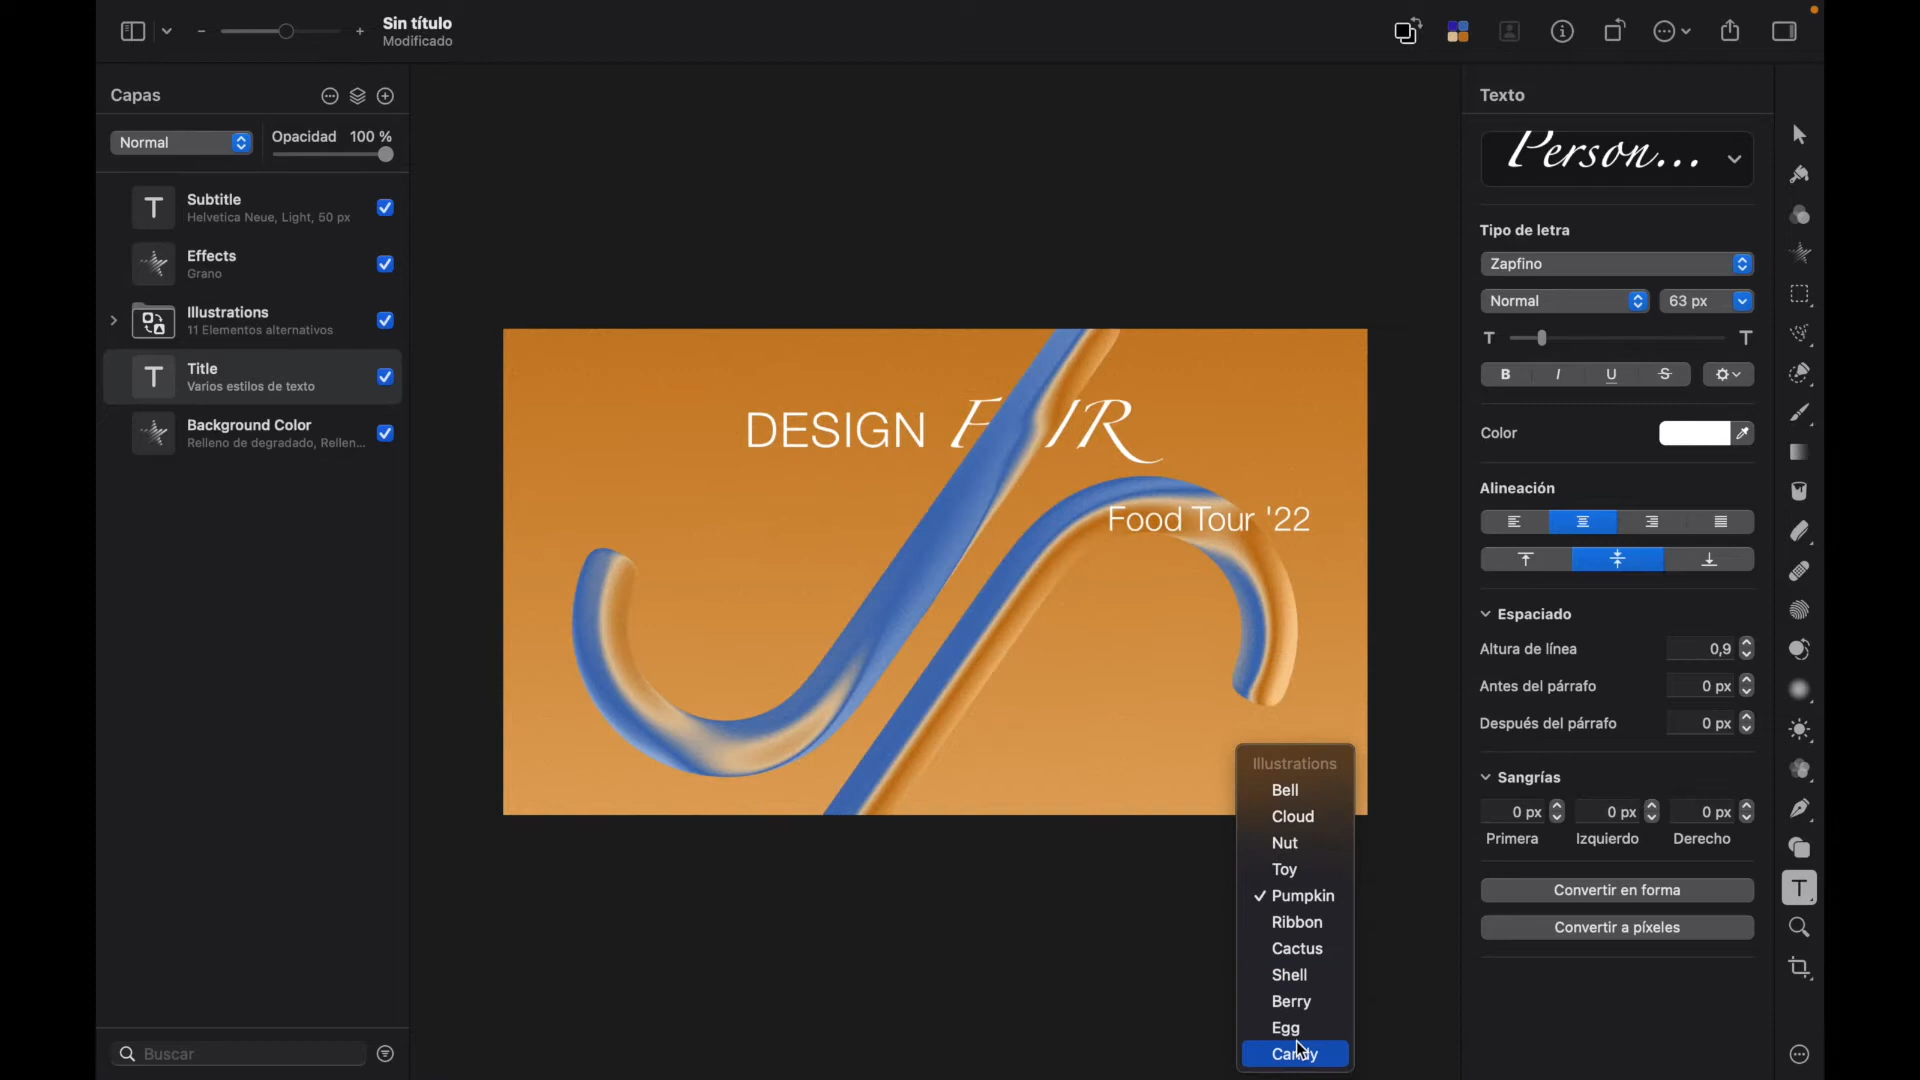 Sin título
Modificado
Capas
Normal
Opacidad 100 %
Subtitle
Helvetica Neue, Light, 50 px
Effects
Grano
Illustrations
11 Elementos alternativos
Title
Varios estilos de texto
Background Color
Relleno de degradado, Rellen...
Buscar
DESIGN
Food Tour '22
Illustrations
Bell
Cloud
Nut
Toy
Pumpkin
Ribbon
Cactus
Shell
Berry
Egg
Candy
Texto
Person...
Tipo de letra
Zapfino
Normal
63 px
T T
B I U S
Color
Alineación
Espaciado
Altura de línea 0,9
Antes del párrafo 0 px
Después del párrafo 0 px
Sangrías
0 px 0 px 0 px
Primera Izquierdo Derecho
Convertir en forma
Convertir a píxeles